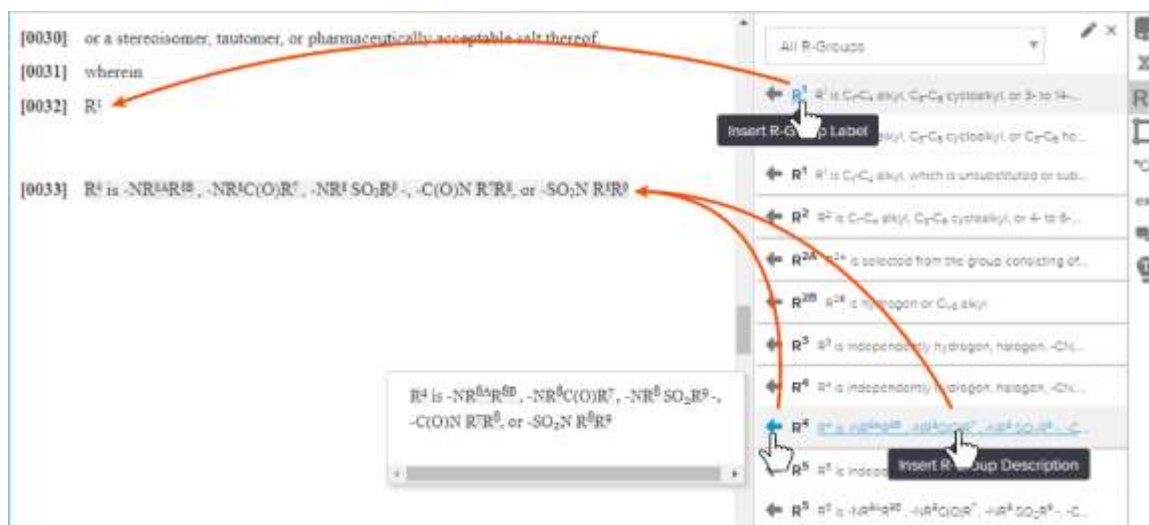 [0030] or a stereoisomer, tautomer, or pharmaceutically acceptable salt thereof
[0031] wherein
[0032] R¹
[0033] R⁴ is -NR⁸ᴬR⁸ᴮ, -NR⁸C(O)R⁷, -NR⁸ SO₂R⁹ -, -C(O)N R⁷R⁸, or -SO₂N R⁸R⁹
R⁴ is -NR⁸ᴬR⁸ᴮ, -NR⁸C(O)R⁷, -NR⁸ SO₂R⁹ -,
-C(O)N R⁷R⁸, or -SO₂N R⁸R⁹
All R-Groups
R¹ R¹ is C₁-C₄ alkyl, C₃-C₈ cycloalkyl, or 3- to 14-...
Insert R-Group Label
alkyl, C₃-C₈ cycloalkyl, or
R¹ R¹ is C₁-C₄ alkyl, which is unsubstituted or sub...
R² R² is C₁-C₄ alkyl, C₃-C₈ cycloalkyl, or 4- to 6-...
R²ᴬ R²ᴬ is selected from the group consisting of...
R²ᴮ R²ᴮ is hydrogen or C₁₋₆ alkyl
R³ R³ is independently hydrogen, halogen, -CN,...
R⁴ R⁴ is independently hydrogen, halogen, -CN,...
R⁴ R⁴ is -NR⁸ᴬR⁸ᴮ, -NR⁸C(O)R⁷, -NR⁸ SO₂R⁹ -, -C...
R⁵ R⁵ is
Insert R-Group Description
R⁵ R⁵ is -NR⁸ᴬR⁸ᴮ, -NR⁸C(O)R⁷, -NR⁸ SO₂R⁹ -, -C...